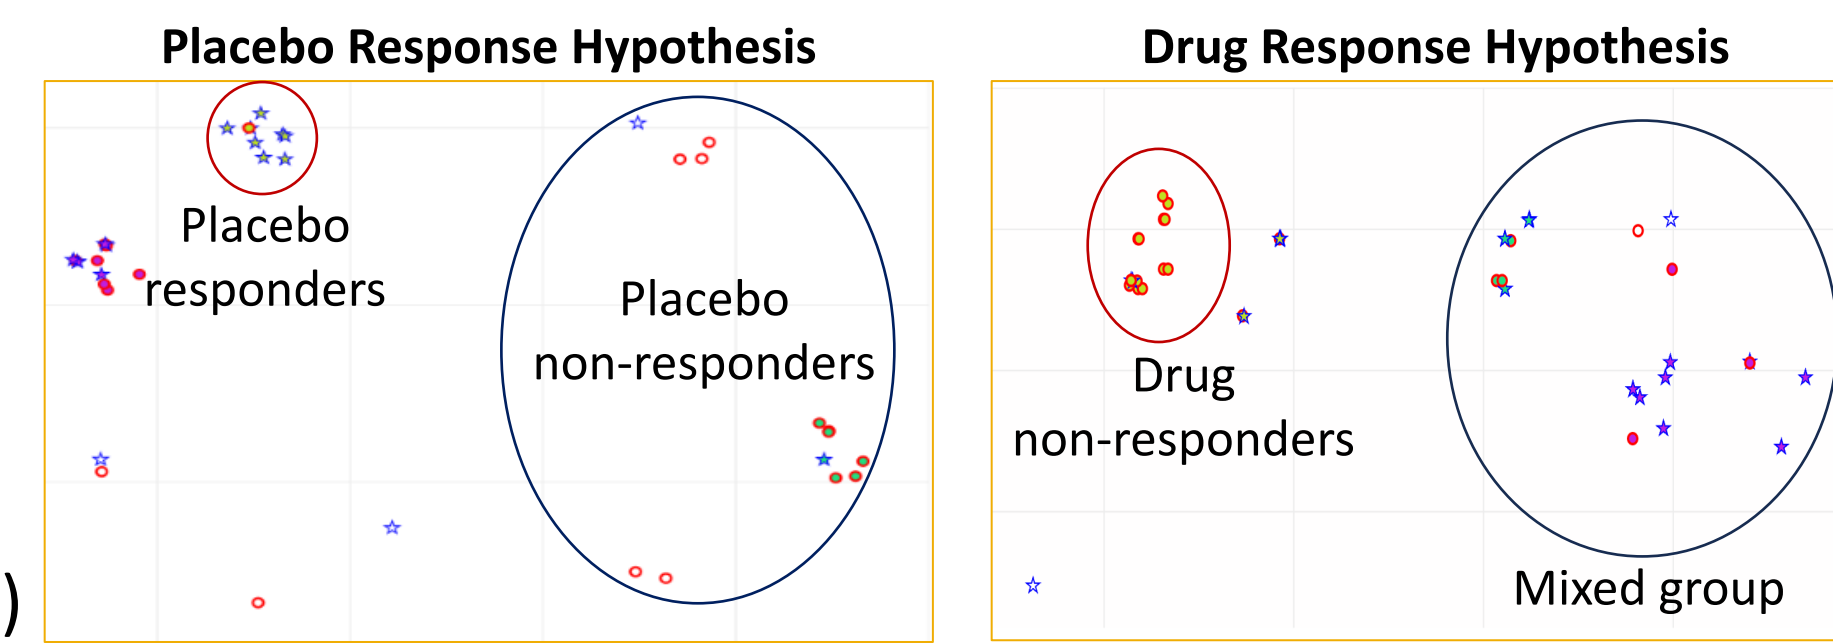 Placebo Response Hypothesis
Placebo
responders
Placebo
non-responders
)
Drug Response Hypothesis
Drug
non-responders
Mixed group